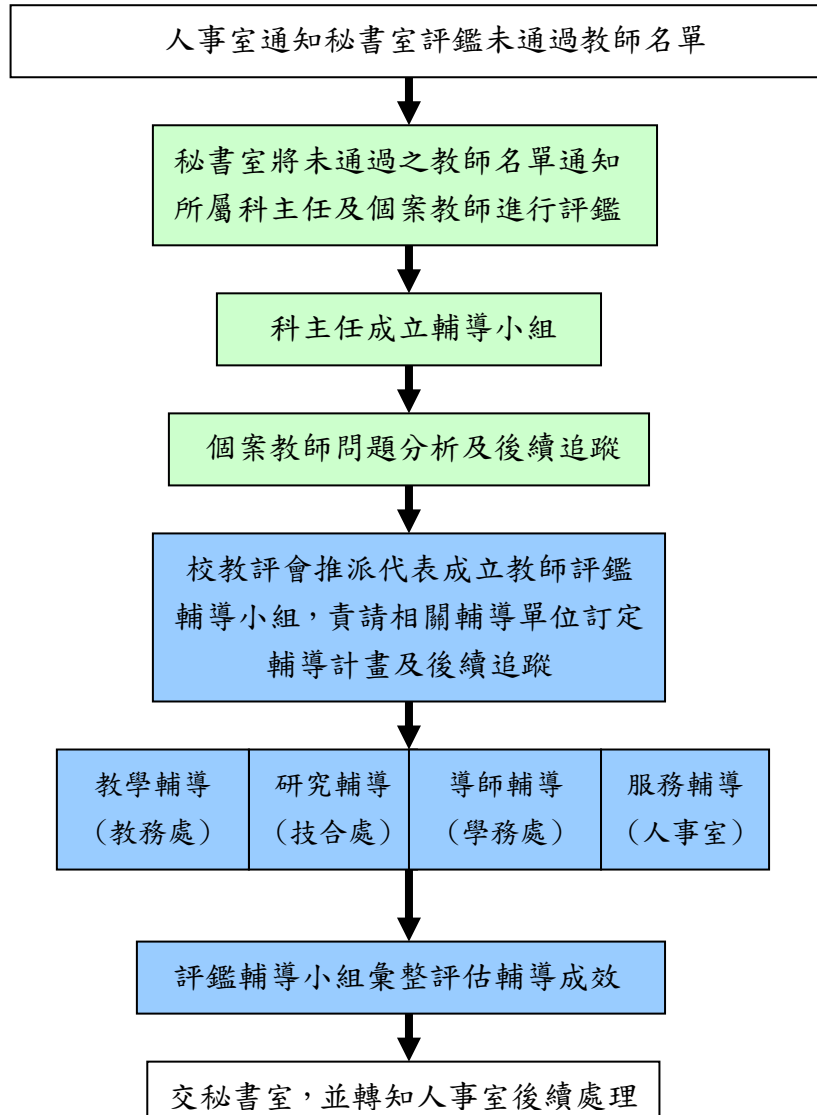 人事室通知秘書室評鑑未通過教師名單
秘書室將未通過之教師名單通知
所屬科主任及個案教師進行評鑑
科主任成立輔導小組
個案教師問題分析及後續追蹤
校教評會推派代表成立教師評鑑
輔導小組，責請相關輔導單位訂定
輔導計畫及後續追蹤
教學輔導
（教務處）
研究輔導
（技合處）
導師輔導
（學務處）
服務輔導
（人事室）
評鑑輔導小組彙整評估輔導成效
交秘書室，並轉知人事室後續處理